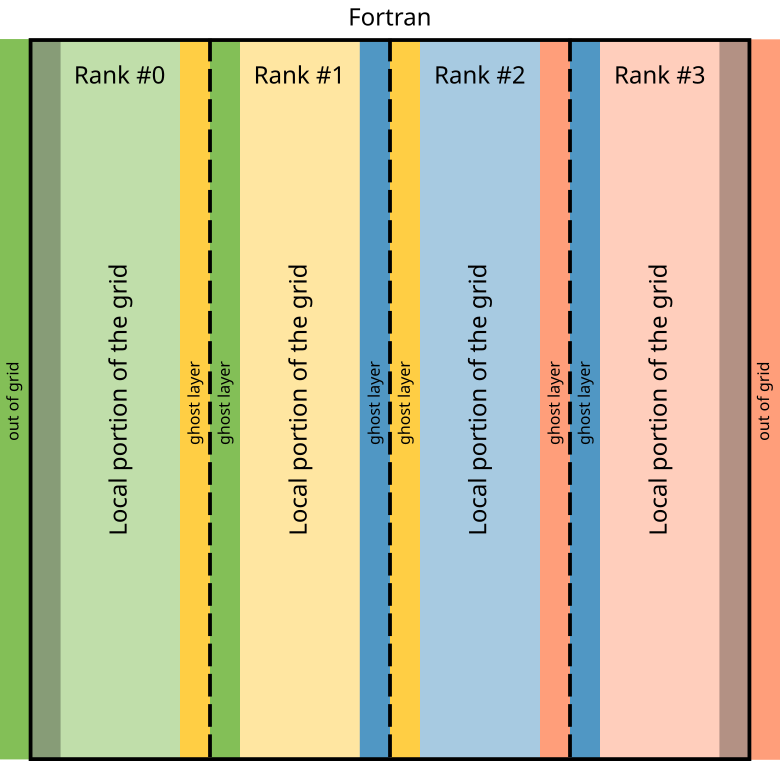 Fortran
Rank #0
Rank #1
Rank #2
Rank #3
out of grid
Local portion of the grid
ghost layer
ghost layer
Local portion of the grid
ghost layer
ghost layer
Local portion of the grid
ghost layer
ghost layer
Local portion of the grid
out of grid